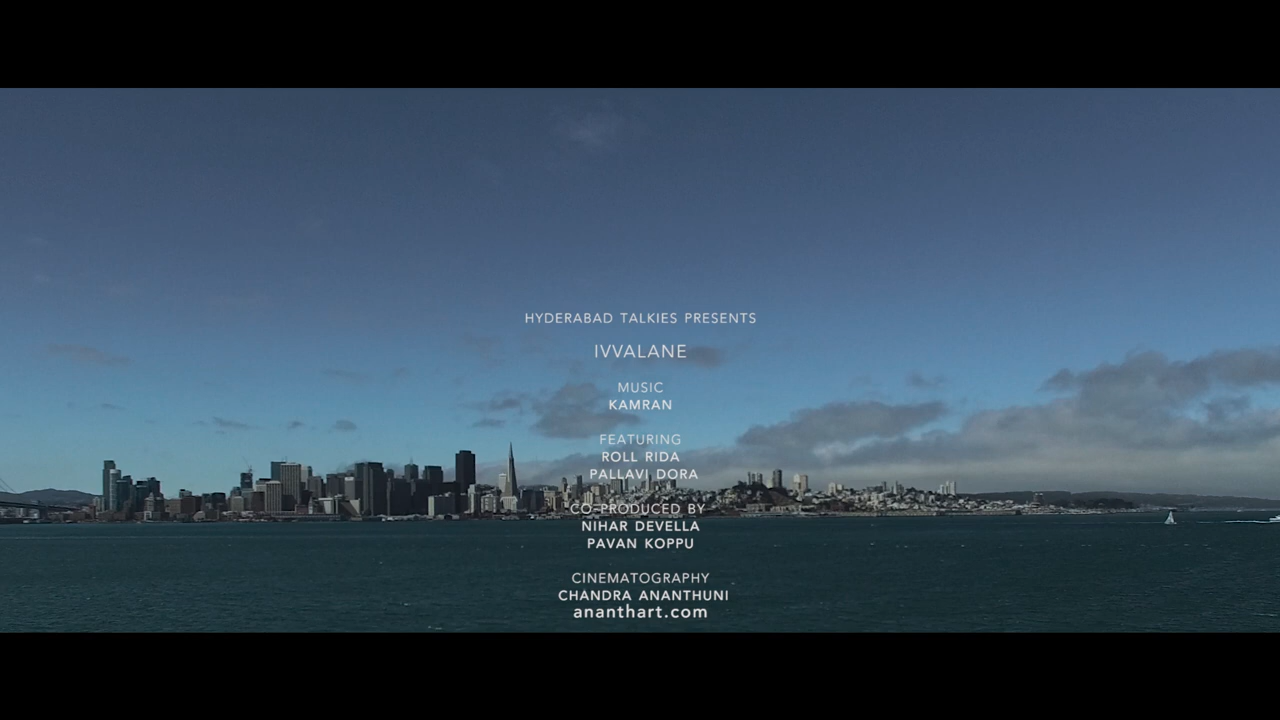 HYDERABAD TALKIES PRESENTS
IVVALANE
MUSIC
KAMRAN
FEATURING
ROLL RIDA
PALLAVI DORA
CO-PRODUCED BY
NIHAR DEVELLA
PAVAN KOPPU
CINEMATOGRAPHY
CHANDRA ANANTHUNI
ananthart.com